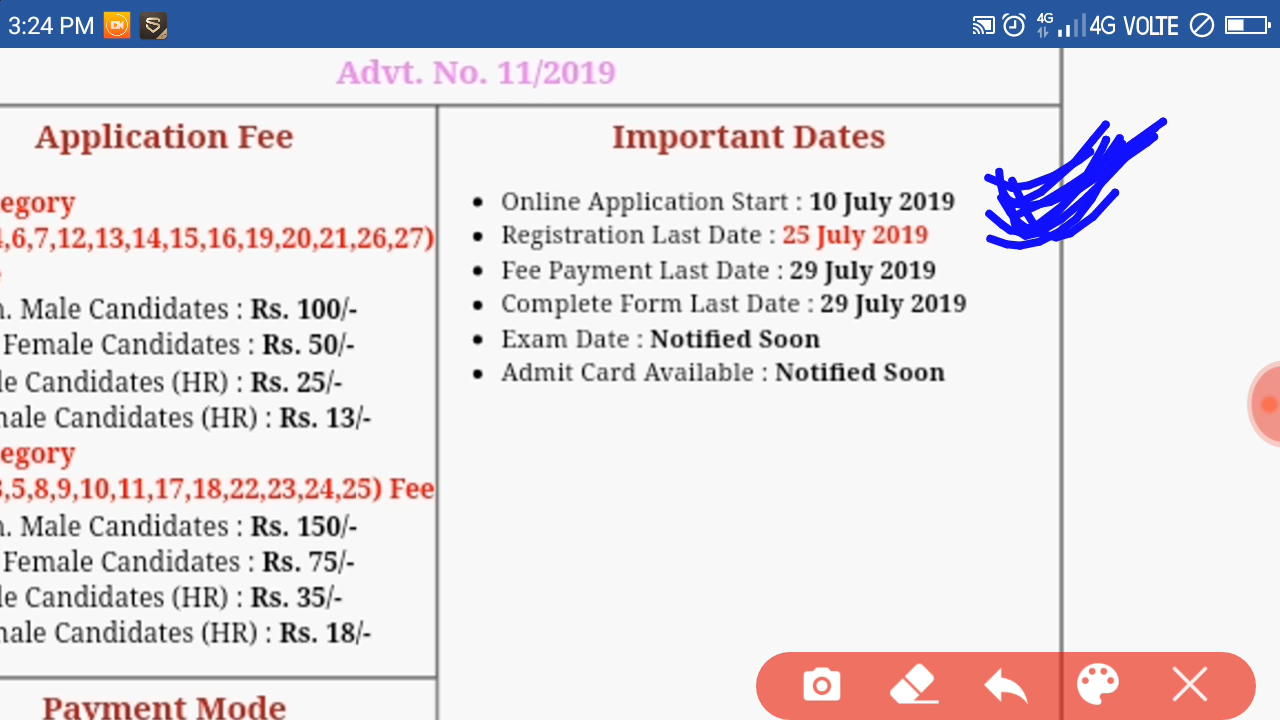 3:24 PM
4G 4G VOLTE
Advt. No. 11/2019
Application Fee
egory
,6,7,12,13,14,15,16,19,20,21,26,27)
. Male Candidates : Rs. 100/-
Female Candidates : Rs. 50/-
le Candidates (HR) : Rs. 25/-
nale Candidates (HR) : Rs. 13/-
egory
,5,8,9,10,11,17,18,22,23,24,25) Fee
. Male Candidates : Rs. 150/-
Female Candidates : Rs. 75/-
le Candidates (HR) : Rs. 35/-
nale Candidates (HR) : Rs. 18/-
Payment Mode
Important Dates
Online Application Start : 10 July 2019
Registration Last Date : 25 July 2019
Fee Payment Last Date : 29 July 2019
Complete Form Last Date : 29 July 2019
Exam Date : Notified Soon
Admit Card Available : Notified Soon